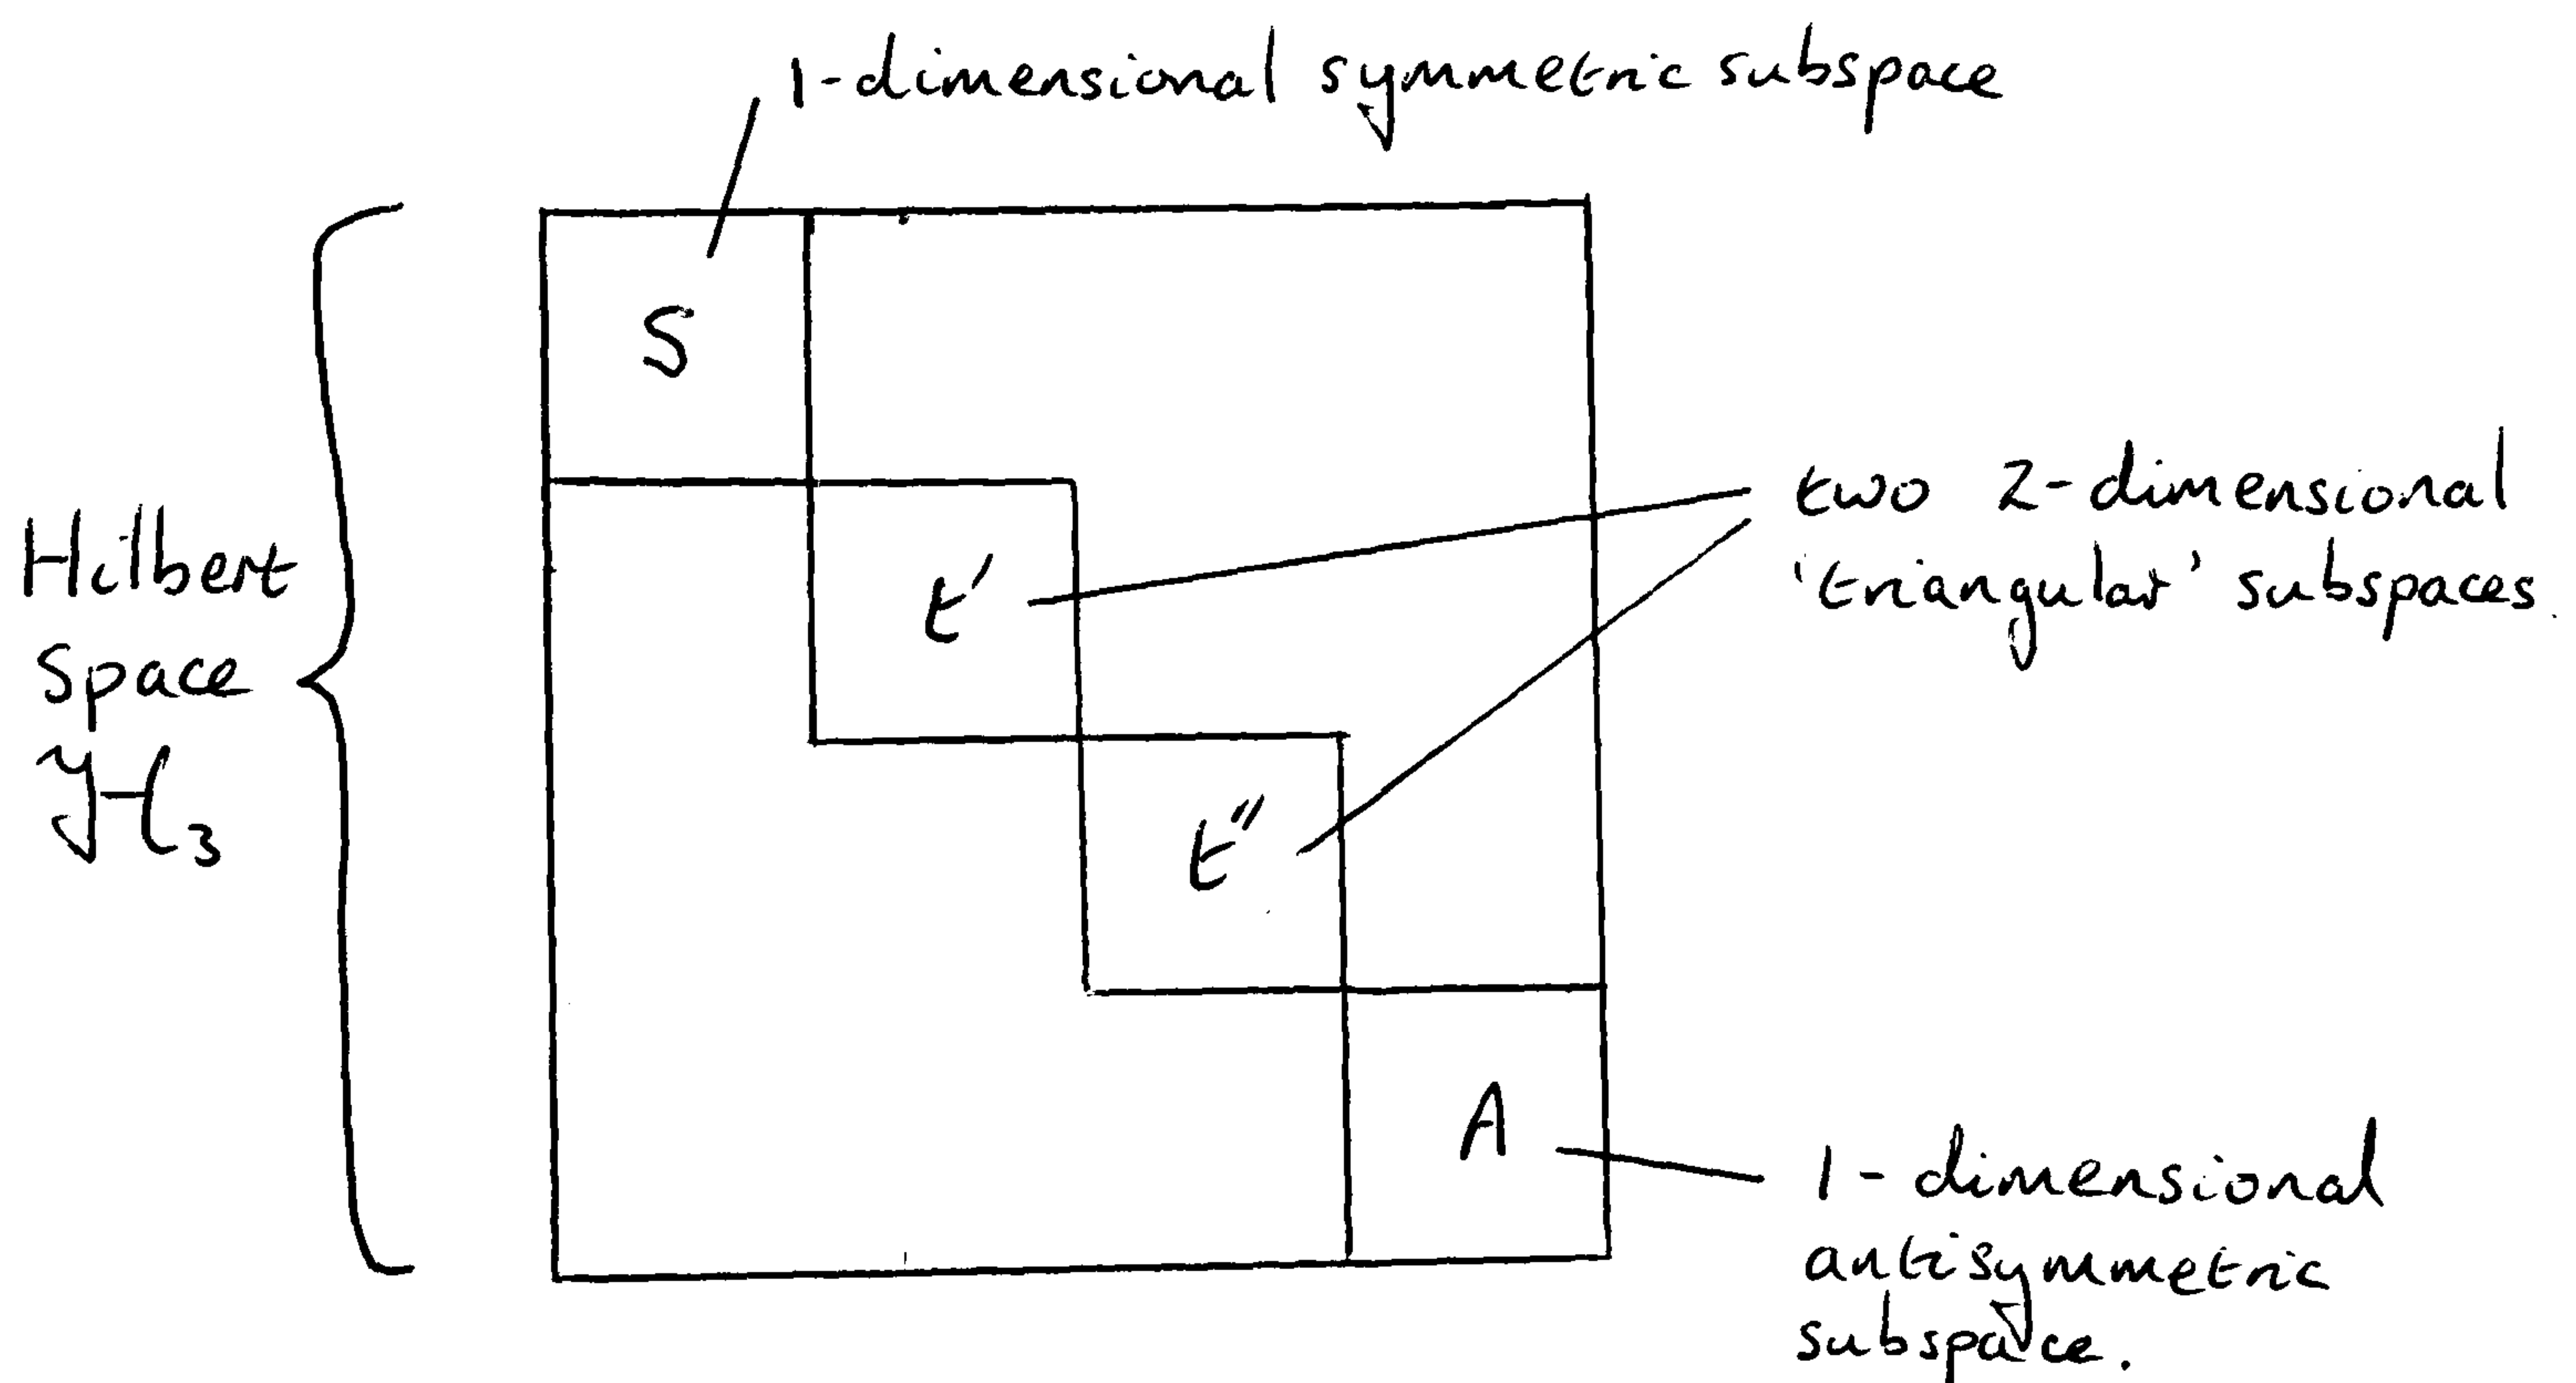 1-dimensional symmetric subspace
S
Hilbert
Space
ℋ₃
t'
two 2-dimensional
'triangular' subspaces.
t''
A
1-dimensional
antisymmetric
subspace.